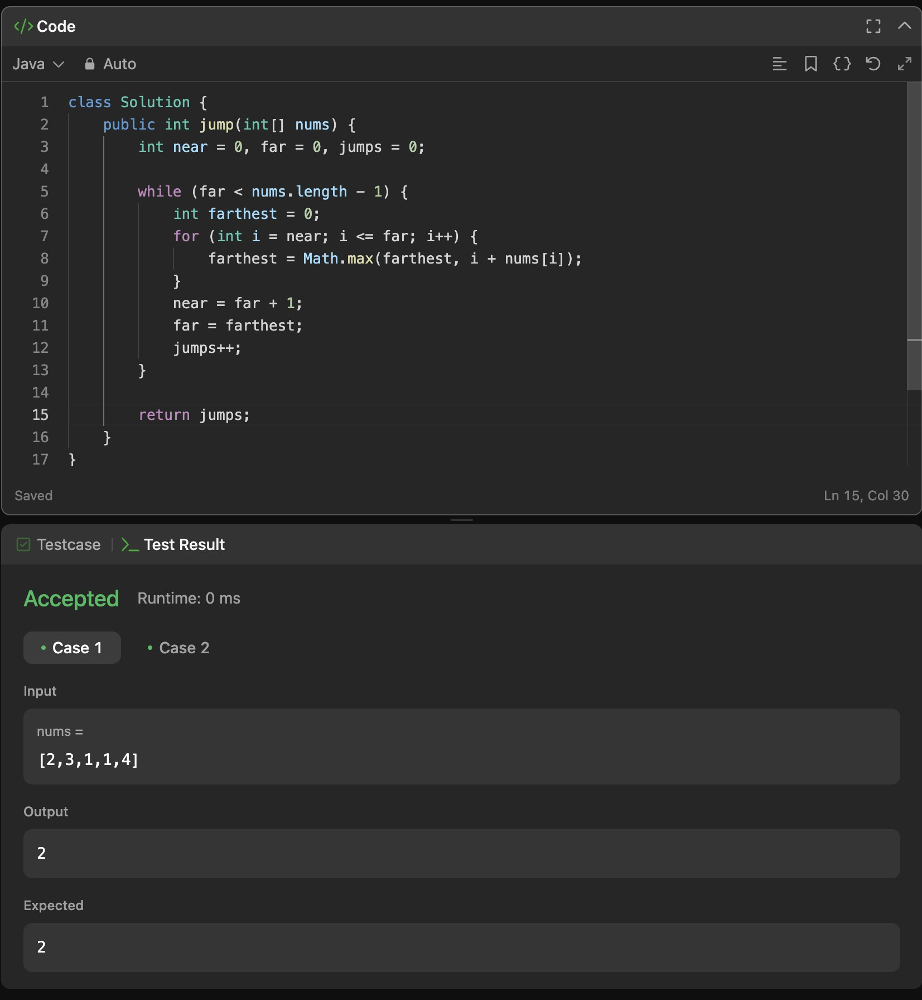 </> Code
Java Auto
1 class Solution {
2     public int jump(int[] nums) {
3         int near = 0, far = 0, jumps = 0;
4
5         while (far < nums.length - 1) {
6             int farthest = 0;
7             for (int i = near; i <= far; i++) {
8                 farthest = Math.max(farthest, i + nums[i]);
9             }
10             near = far + 1;
11             far = farthest;
12             jumps++;
13         }
14
15         return jumps;
16     }
17 }
Saved Ln 15, Col 30
Testcase | >_ Test Result
Accepted Runtime: 0 ms
• Case 1 • Case 2
Input
nums =
[2,3,1,1,4]
Output
2
Expected
2